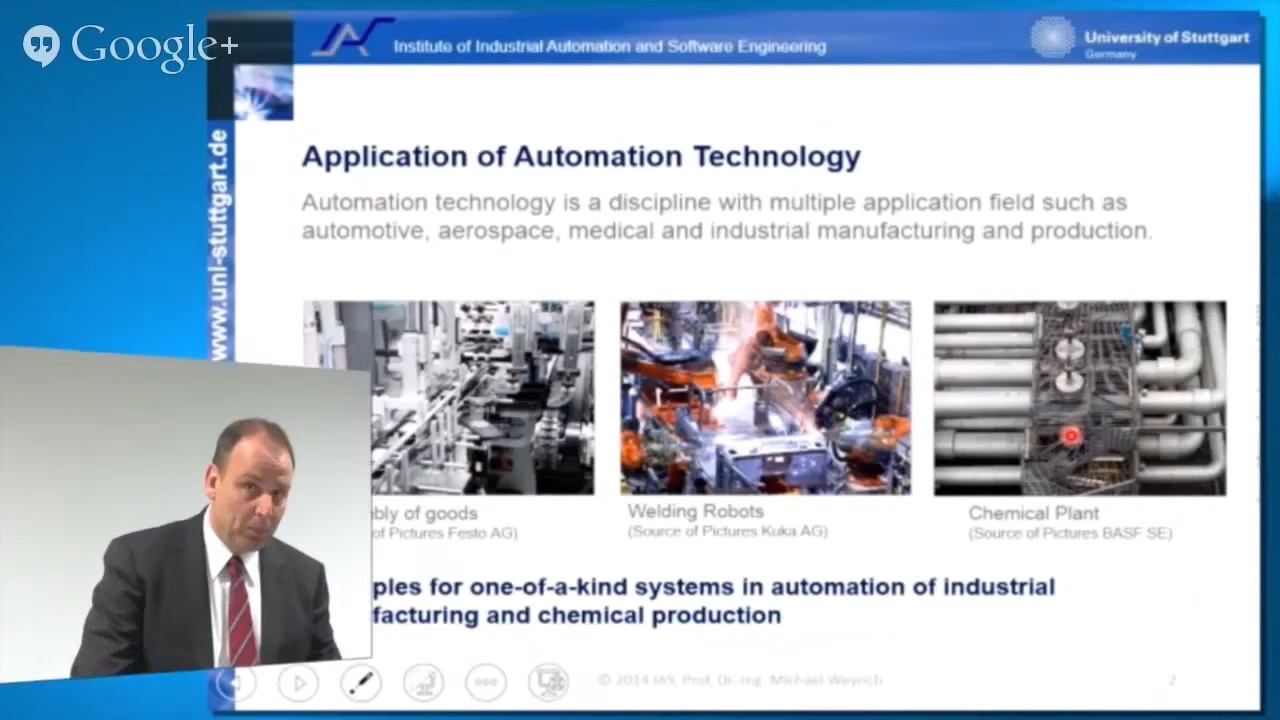 Google+
Institute of Industrial Automation and Software Engineering
University of Stuttgart
Germany
www.uni-stuttgart.de
Application of Automation Technology
Automation technology is a discipline with multiple application field such as
automotive, aerospace, medical and industrial manufacturing and production.
bly of goods
of Pictures Festo AG)
Welding Robots
(Source of Pictures Kuka AG)
Chemical Plant
(Source of Pictures BASF SE)
ples for one-of-a-kind systems in automation of industrial
facturing and chemical production
© 2014 IAS, Prof. Dr.-Ing. Michael Weyrich
2